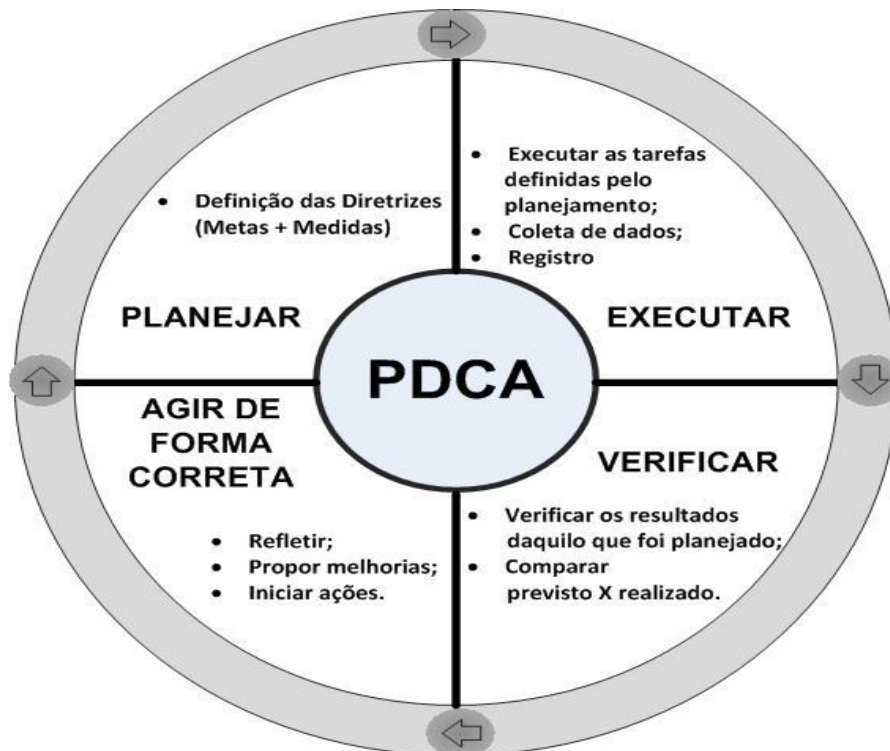 • Definição das Diretrizes
(Metas + Medidas)
PLANEJAR
• Executar as tarefas
definidas pelo
planejamento;
• Coleta de dados;
• Registro
EXECUTAR
PDCA
VERIFICAR
• Verificar os resultados
daquilo que foi planejado;
• Comparar
previsto X realizado.
AGIR DE
FORMA
CORRETA
• Refletir;
• Propor melhorias;
• Iniciar ações.